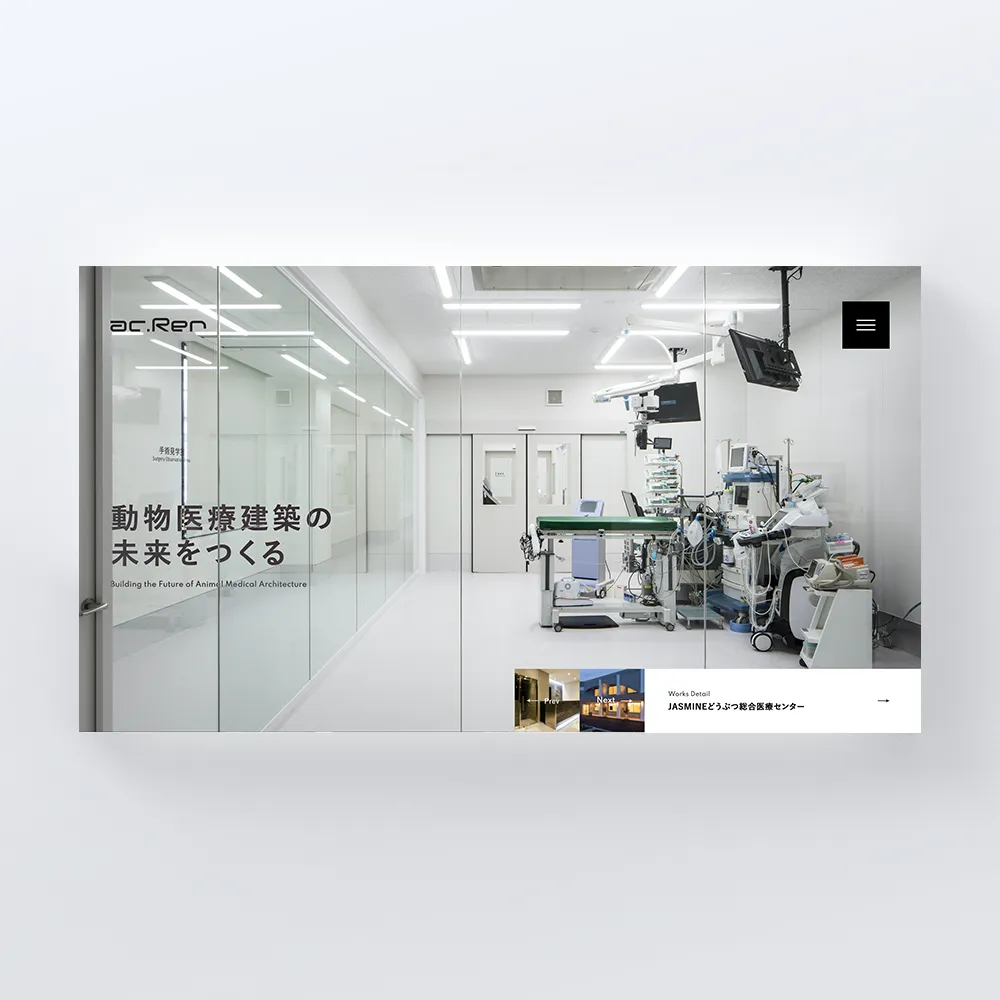 ac.Ren
手術見学室
動物医療建築の
未来をつくる
Building the Future of Animal Medical Architecture
Prev
Next
Works Detail
JASMINEどうぶつ総合医療センター